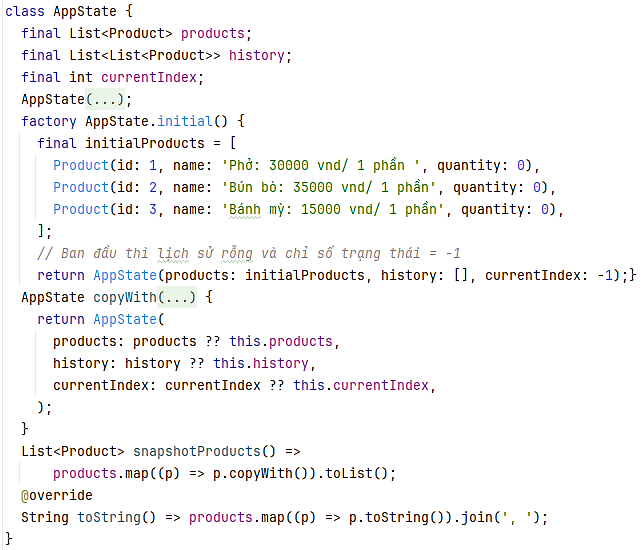 class AppState {
  final List<Product> products;
  final List<List<Product>> history;
  final int currentIndex;
  AppState(...);
  factory AppState.initial() {
    final initialProducts = [
      Product(id: 1, name: 'Phở: 30000 vnd/ 1 phần ', quantity: 0),
      Product(id: 2, name: 'Bún bò: 35000 vnd/ 1 phần', quantity: 0),
      Product(id: 3, name: 'Bánh mỳ: 15000 vnd/ 1 phần', quantity: 0),
    ];
    // Ban đầu thì lịch sử rỗng và chỉ số trạng thái = -1
    return AppState(products: initialProducts, history: [], currentIndex: -1);}
  AppState copyWith(...) {
    return AppState(
      products: products ?? this.products,
      history: history ?? this.history,
      currentIndex: currentIndex ?? this.currentIndex,
    );
  }
  List<Product> snapshotProducts() =>
      products.map((p) => p.copyWith()).toList();
  @override
  String toString() => products.map((p) => p.toString()).join(', ');
}